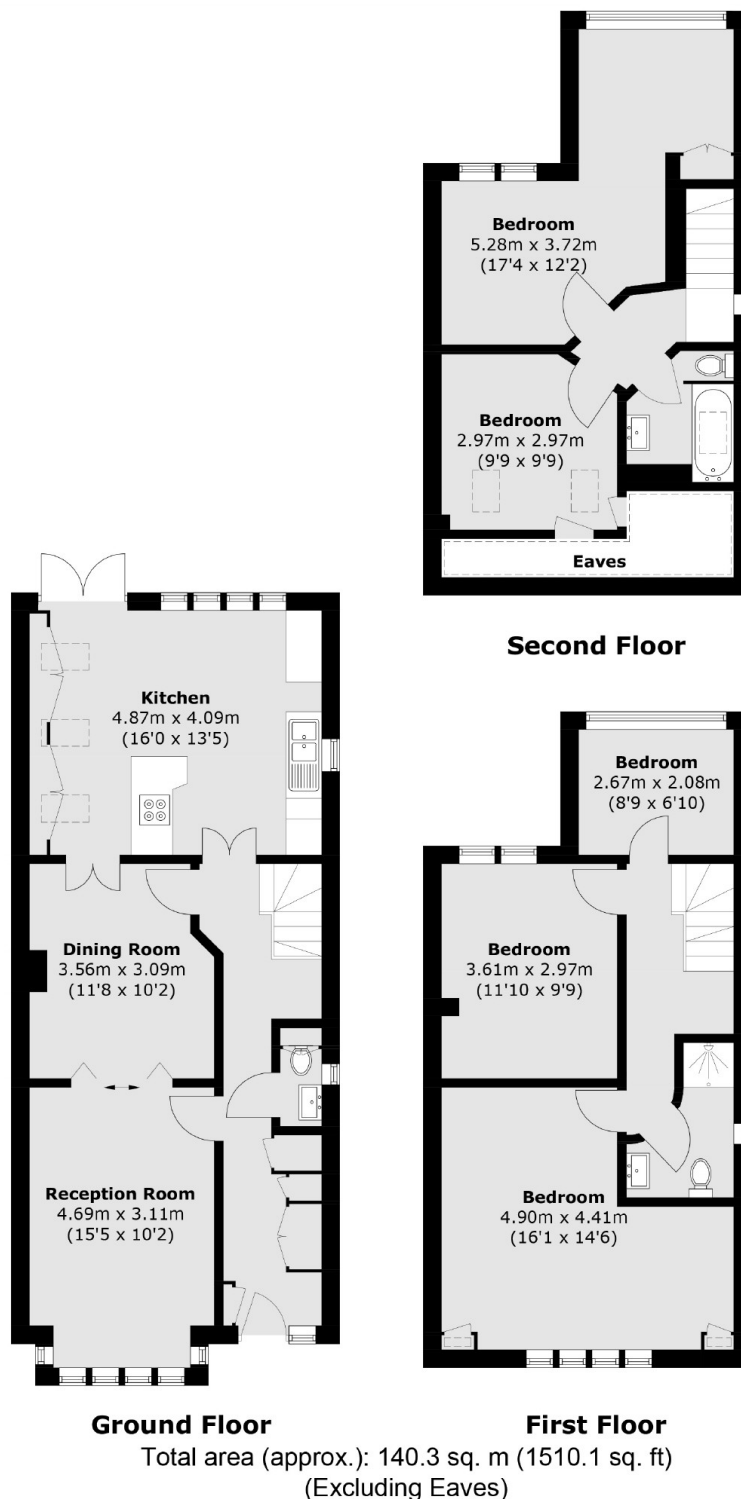 Bedroom
5.28m x 3.72m
(17'4 x 12'2)
Bedroom
2.97m x 2.97m
(9'9 x 9'9)
Eaves
Second Floor
Kitchen
4.87m x 4.09m
(16'0 x 13'5)
Dining Room
3.56m x 3.09m
(11'8 x 10'2)
Reception Room
4.69m x 3.11m
(15'5 x 10'2)
Ground Floor
Bedroom
2.67m x 2.08m
(8'9 x 6'10)
Bedroom
3.61m x 2.97m
(11'10 x 9'9)
Bedroom
4.90m x 4.41m
(16'1 x 14'6)
First Floor
Total area (approx.): 140.3 sq. m (1510.1 sq. ft)
(Excluding Eaves)